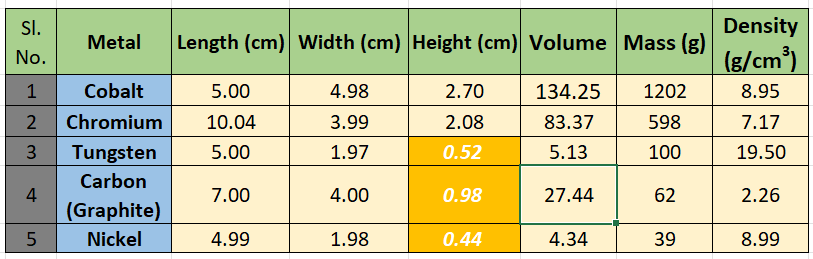 Sl. No. Metal Length (cm) Width (cm) Height (cm) Volume Mass (g) Density (g/cm³)
1 Cobalt 5.00 4.98 2.70 134.25 1202 8.95
2 Chromium 10.04 3.99 2.08 83.37 598 7.17
3 Tungsten 5.00 1.97 0.52 5.13 100 19.50
4 Carbon (Graphite) 7.00 4.00 0.98 27.44 62 2.26
5 Nickel 4.99 1.98 0.44 4.34 39 8.99